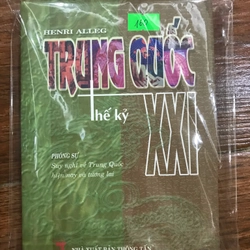 HENRI ALLEG
TRUNG QUỐC
thế kỷ
XXI
PHÓNG SỰ
Suy nghĩ về Trung Quốc
hiện nay và tương lai
NHÀ XUẤT BẢN THÔNG TẤN